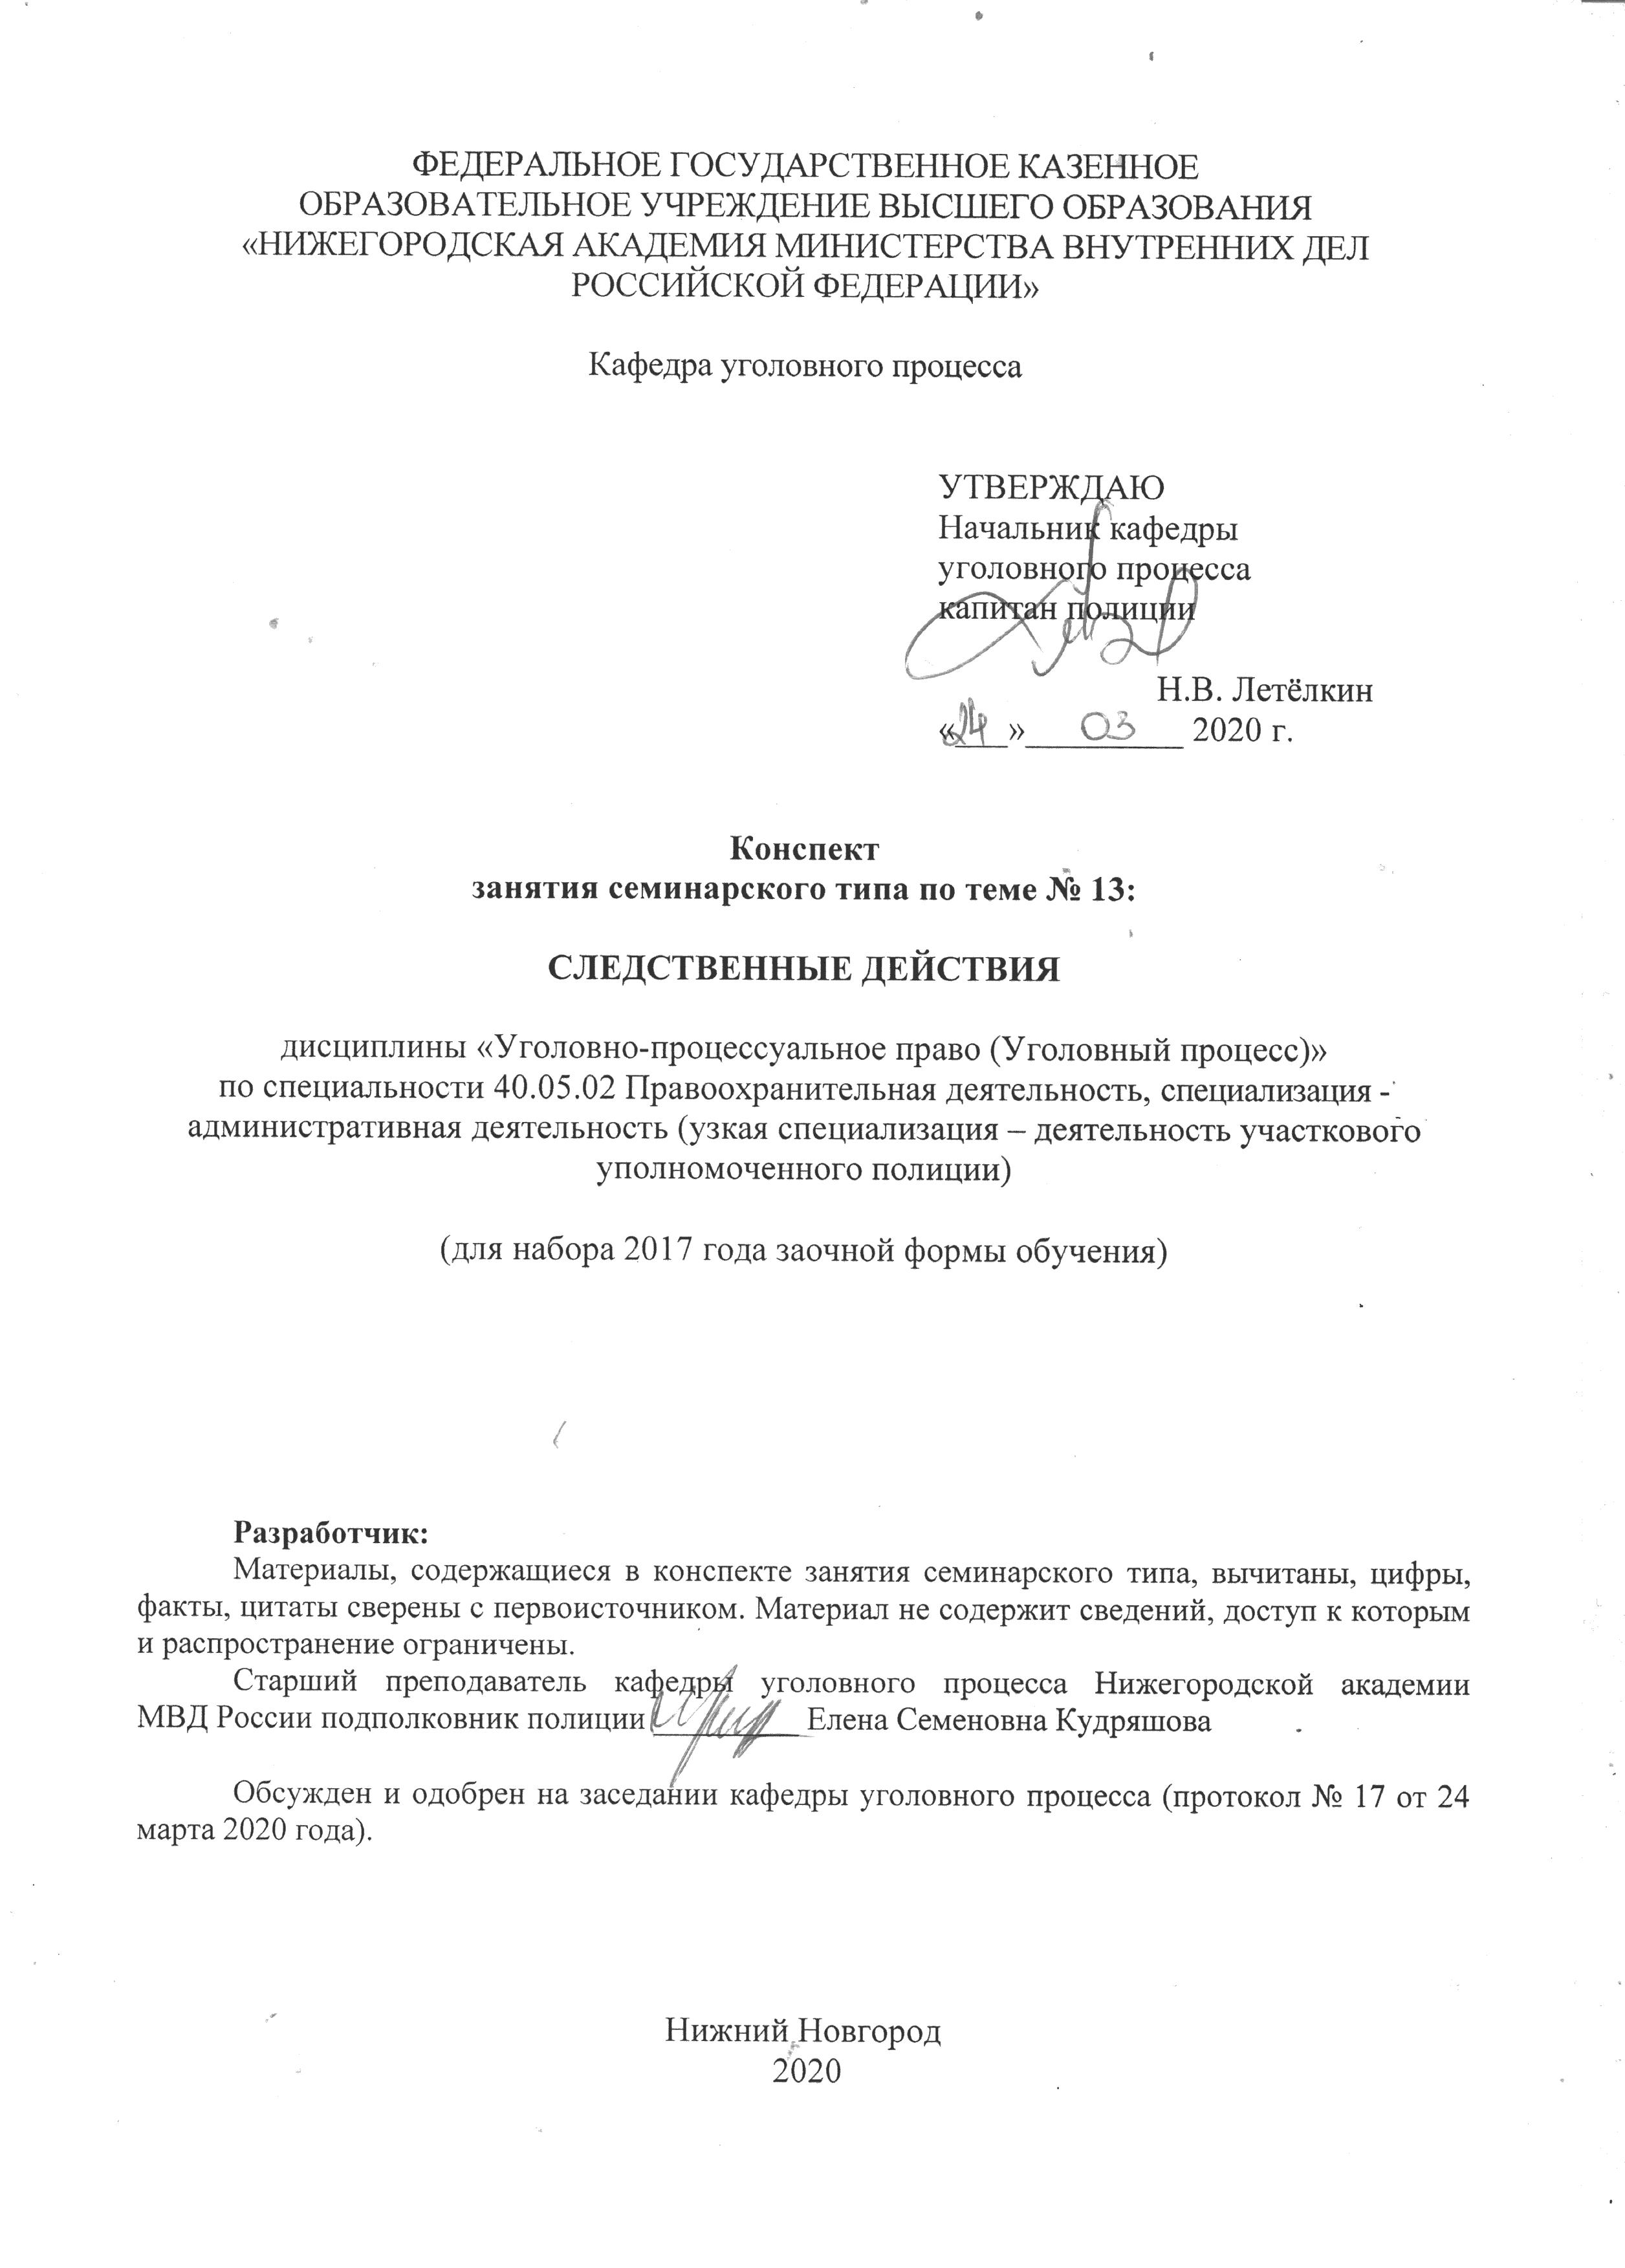 ФЕДЕРАЛЬНОЕ ГОСУДАРСТВЕННОЕ КАЗЕННОЕ
ОБРАЗОВАТЕЛЬНОЕ УЧРЕЖДЕНИЕ ВЫСШЕГО ОБРАЗОВАНИЯ
«НИЖЕГОРОДСКАЯ АКАДЕМИЯ МИНИСТЕРСТВА ВНУТРЕННИХ ДЕЛ
РОССИЙСКОЙ ФЕДЕРАЦИИ»
Кафедра уголовного процесса
УТВЕРЖДАЮ
Начальник кафедры
уголовного процесса
капитан полиции
Н.В. Летёлкин
«24» 03 2020 г.
Конспект
занятия семинарского типа по теме № 13:
СЛЕДСТВЕННЫЕ ДЕЙСТВИЯ
дисциплины «Уголовно-процессуальное право (Уголовный процесс)»
по специальности 40.05.02 Правоохранительная деятельность, специализация -
административная деятельность (узкая специализация – деятельность участкового
уполномоченного полиции)
(для набора 2017 года заочной формы обучения)
Разработчик:
Материалы, содержащиеся в конспекте занятия семинарского типа, вычитаны, цифры,
факты, цитаты сверены с первоисточником. Материал не содержит сведений, доступ к которым
и распространение ограничены.
Старший преподаватель кафедры уголовного процесса Нижегородской академии
МВД России подполковник полиции Елена Семеновна Кудряшова
Обсужден и одобрен на заседании кафедры уголовного процесса (протокол № 17 от 24
марта 2020 года).
Нижний Новгород
2020